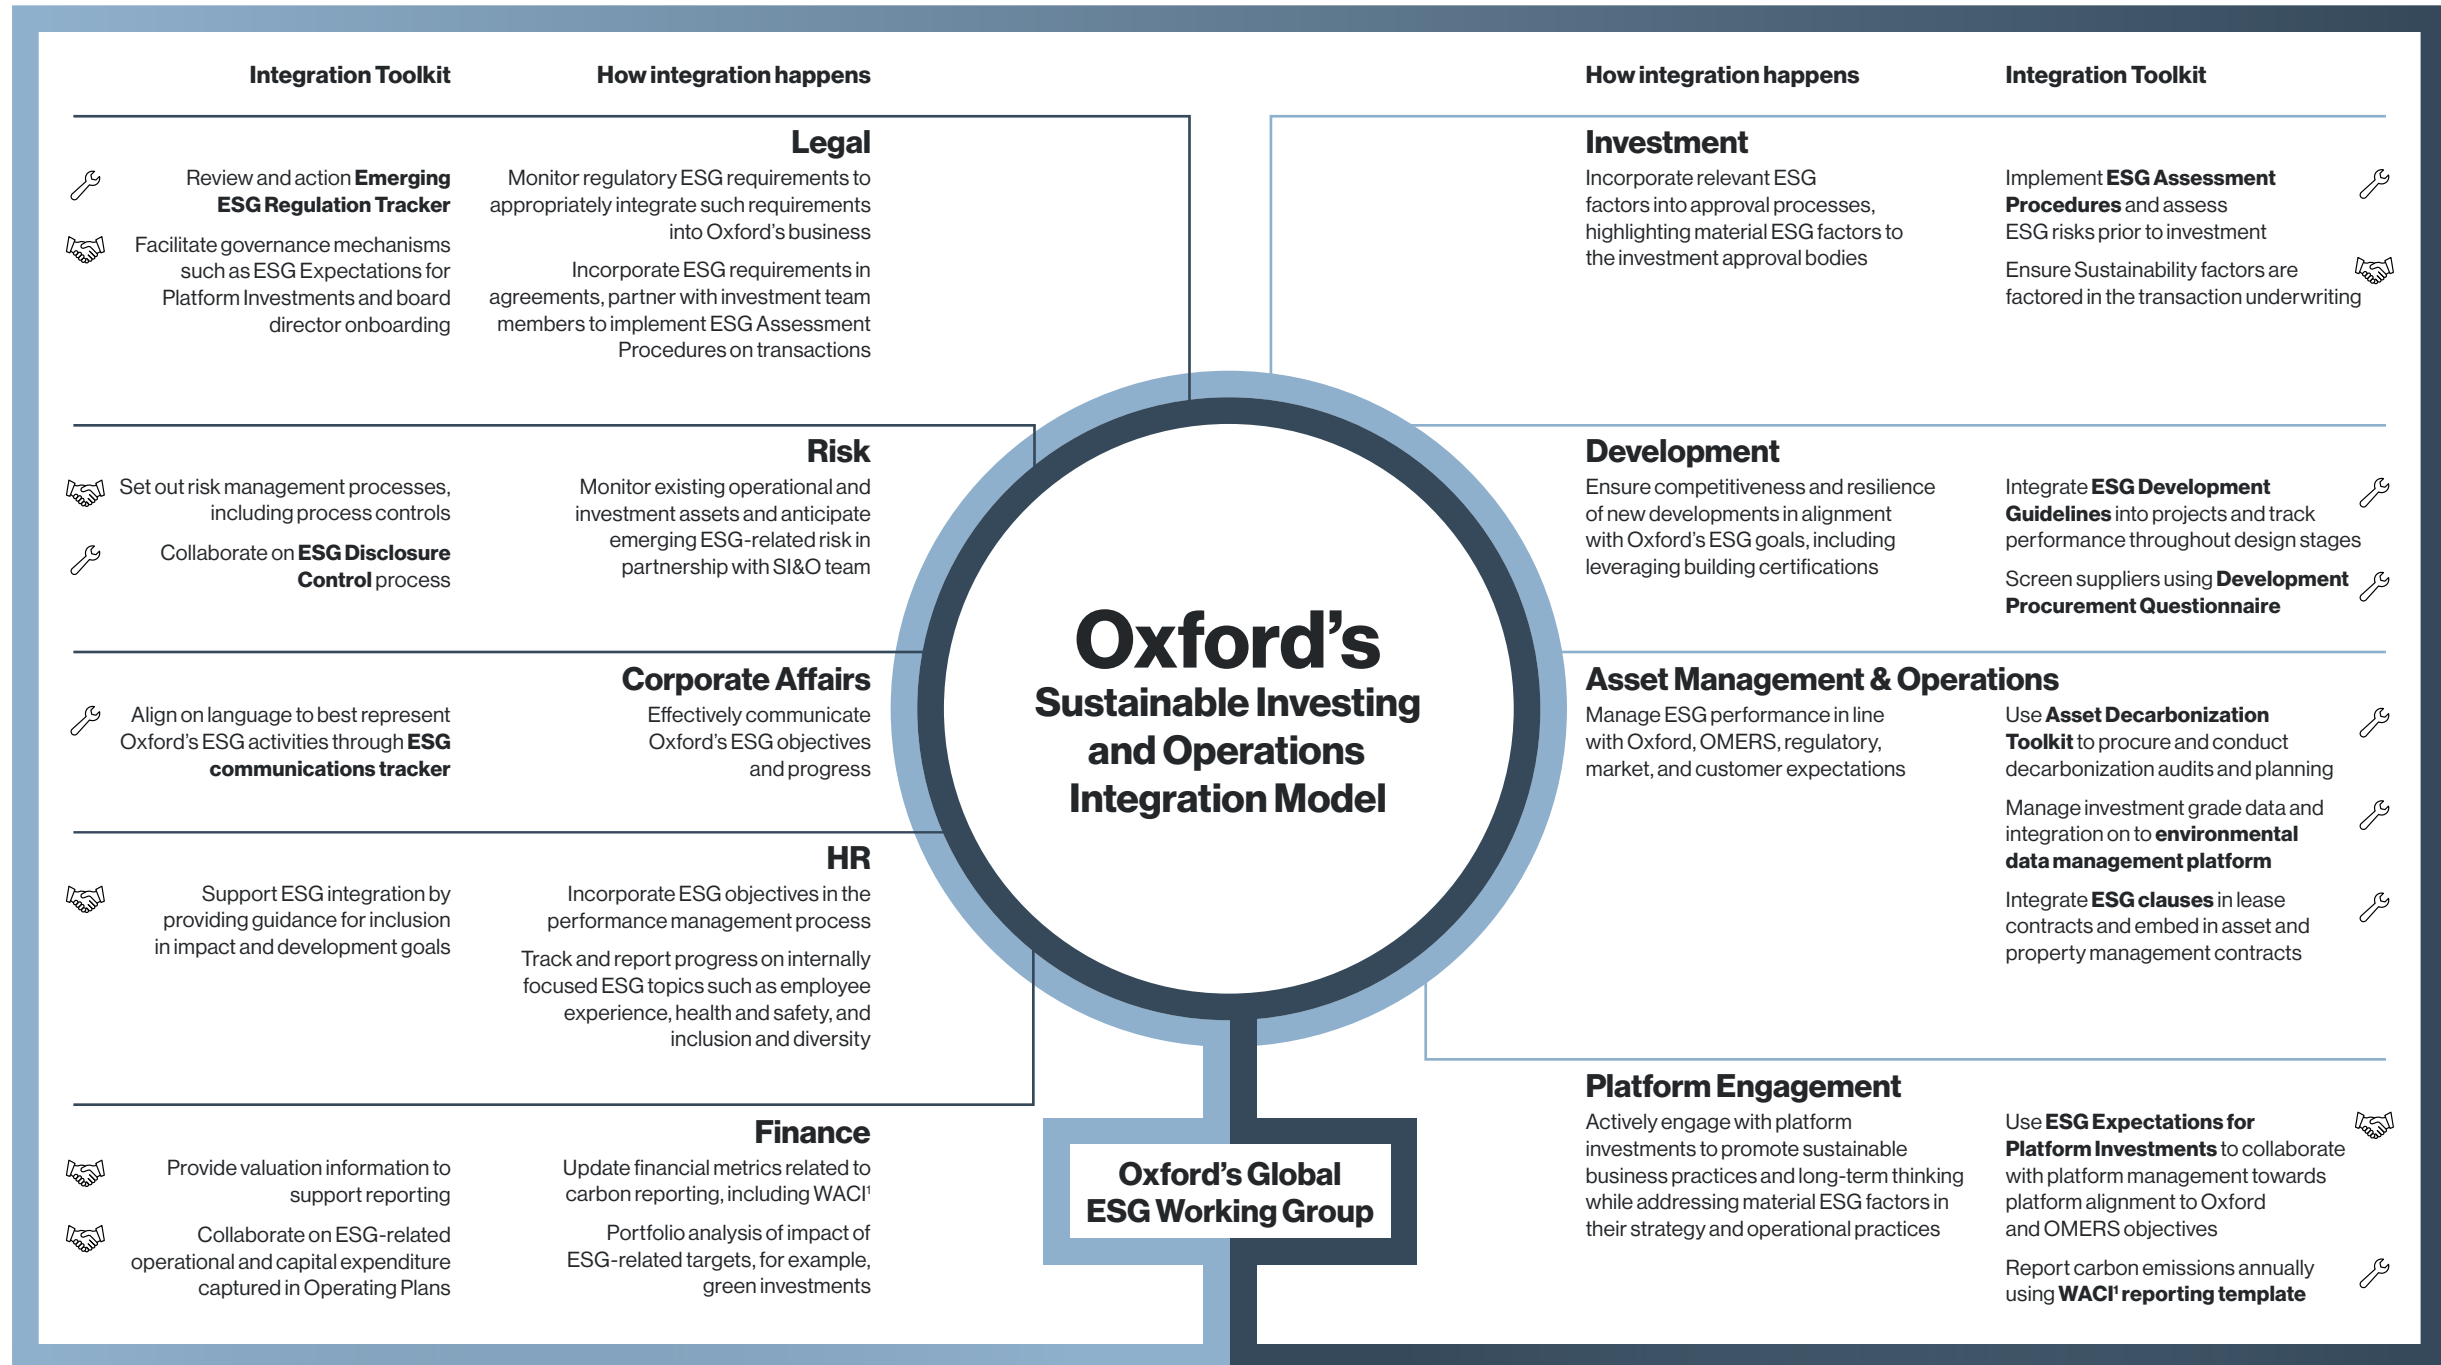 Integration Toolkit
How integration happens
Legal
Review and action Emerging
ESG Regulation Tracker
Facilitate governance mechanisms
such as ESG Expectations for
Platform Investments and board
director onboarding
Monitor regulatory ESG requirements to
appropriately integrate such requirements
into Oxford's business
Incorporate ESG requirements in
agreements, partner with investment team
members to implement ESG Assessment
Procedures on transactions
Risk
Set out risk management processes,
including process controls
Collaborate on ESG Disclosure
Control process
Monitor existing operational and
investment assets and anticipate
emerging ESG-related risk in
partnership with SI&O team
Corporate Affairs
Align on language to best represent
Oxford's ESG activities through ESG
communications tracker
Effectively communicate
Oxford's ESG objectives
and progress
HR
Support ESG integration by
providing guidance for inclusion
in impact and development goals
Incorporate ESG objectives in the
performance management process
Track and report progress on internally
focused ESG topics such as employee
experience, health and safety, and
inclusion and diversity
Finance
Provide valuation information to
support reporting
Collaborate on ESG-related
operational and capital expenditure
captured in Operating Plans
Update financial metrics related to
carbon reporting, including WACI¹
Portfolio analysis of impact of
ESG-related targets, for example,
green investments
Oxford's
Sustainable Investing
and Operations
Integration Model
Oxford's Global
ESG Working Group
How integration happens
Integration Toolkit
Investment
Incorporate relevant ESG
factors into approval processes,
highlighting material ESG factors to
the investment approval bodies
Implement ESG Assessment
Procedures and assess
ESG risks prior to investment
Ensure Sustainability factors are
factored in the transaction underwriting
Development
Ensure competitiveness and resilience
of new developments in alignment
with Oxford's ESG goals, including
leveraging building certifications
Integrate ESG Development
Guidelines into projects and track
performance throughout design stages
Screen suppliers using Development
Procurement Questionnaire
Asset Management & Operations
Manage ESG performance in line
with Oxford, OMERS, regulatory,
market, and customer expectations
Use Asset Decarbonization
Toolkit to procure and conduct
decarbonization audits and planning
Manage investment grade data and
integration on to environmental
data management platform
Integrate ESG clauses in lease
contracts and embed in asset and
property management contracts
Platform Engagement
Actively engage with platform
investments to promote sustainable
business practices and long-term thinking
while addressing material ESG factors in
their strategy and operational practices
Use ESG Expectations for
Platform Investments to collaborate
with platform management towards
platform alignment to Oxford
and OMERS objectives
Report carbon emissions annually
using WACI¹ reporting template